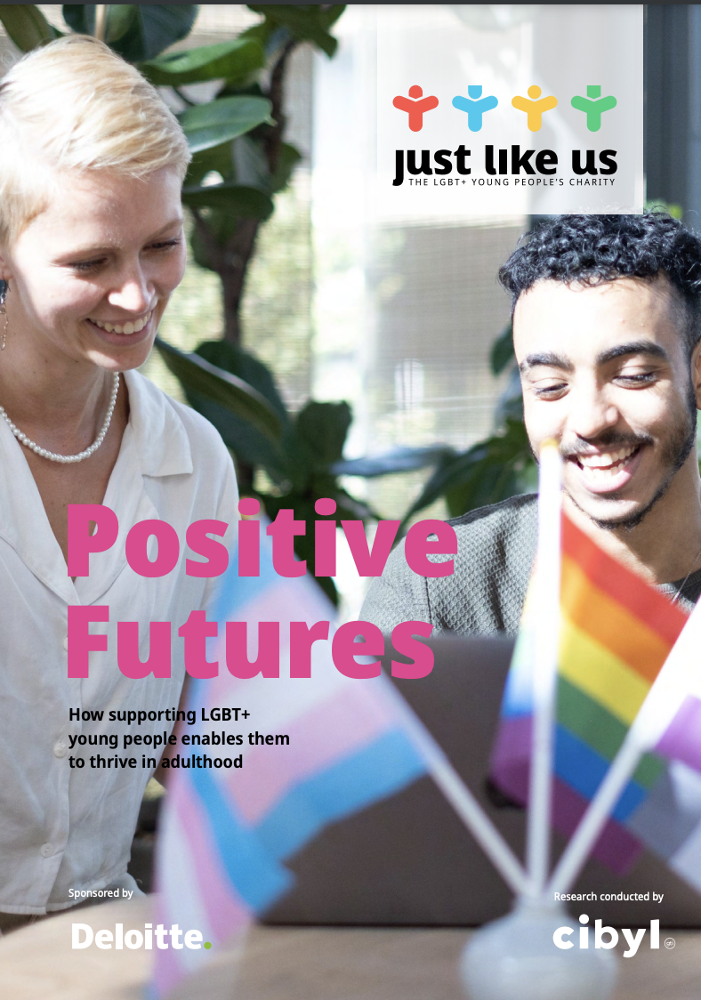 just like us
THE LGBT+ YOUNG PEOPLE'S CHARITY
Positive
Futures
How supporting LGBT+
young people enables them
to thrive in adulthood
Sponsored by
Deloitte.
Research conducted by
cibyl